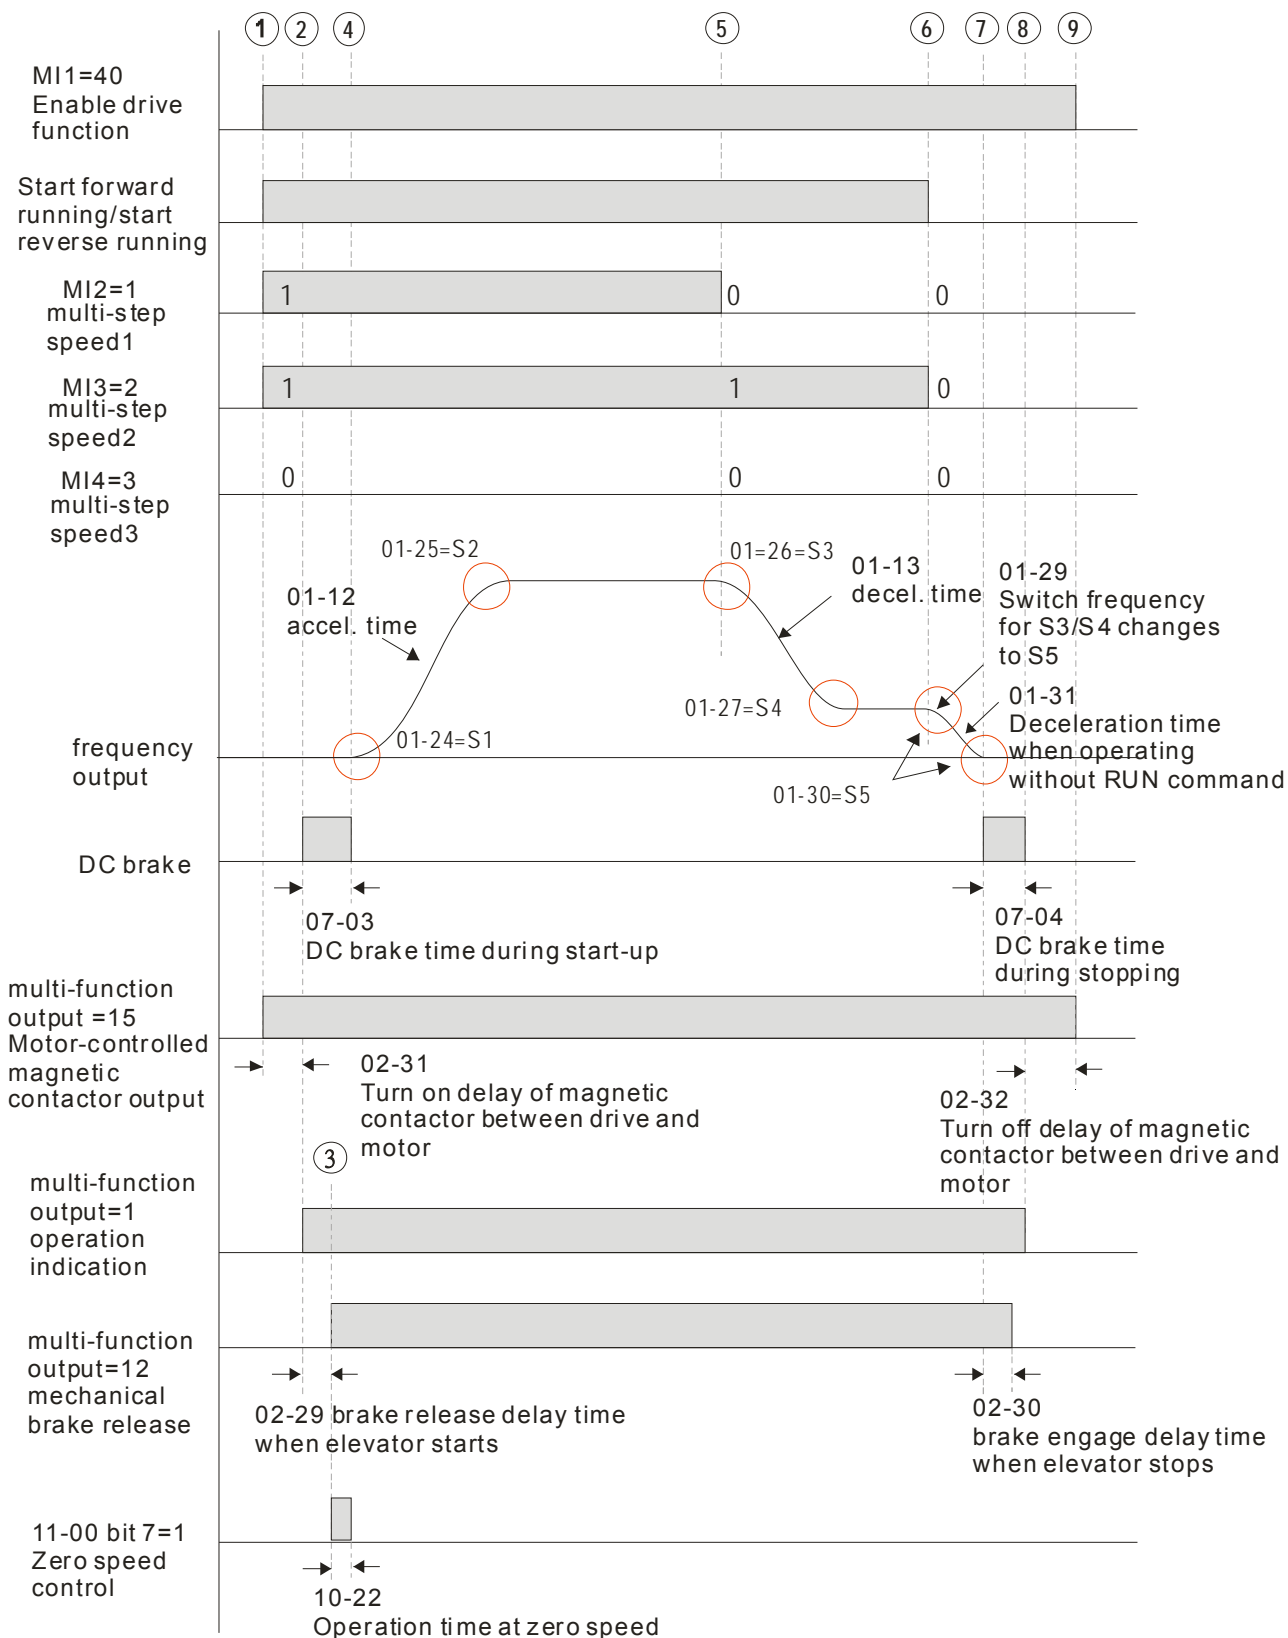 1 2 4 5 6 7 8 9
MI1=40
Enable drive
function
Start forward
running/start
reverse running
MI2=1
multi-step
speed1
1 0 0
MI3=2
multi-step
speed2
1 1 0
MI4=3
multi-step
speed3
0 0 0
01-25=S2
01=26=S3
01-12
accel. time
01-13
decel. time
01-29
Switch frequency
for S3/S4 changes
to S5
01-27=S4
01-24=S1
01-31
Deceleration time
when operating
without RUN command
01-30=S5
frequency
output
DC brake
07-03
DC brake time during start-up
07-04
DC brake time
during stopping
multi-function
output =15
Motor-controlled
magnetic
contactor output
02-31
Turn on delay of magnetic
contactor between drive and
motor
02-32
Turn off delay of magnetic
contactor between drive and
motor
3
multi-function
output=1
operation
indication
multi-function
output=12
mechanical
brake release
02-29 brake release delay time
when elevator starts
02-30
brake engage delay time
when elevator stops
11-00 bit 7=1
Zero speed
control
10-22
Operation time at zero speed